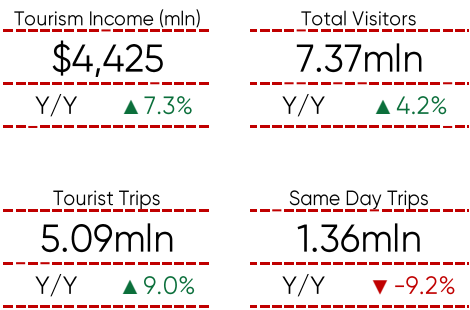 Tourism Income (mln)
$4,425
Y/Y ▲7.3%
Total Visitors
7.37mln
Y/Y ▲4.2%
Tourist Trips
5.09mln
Y/Y ▲9.0%
Same Day Trips
1.36mln
Y/Y ▼-9.2%